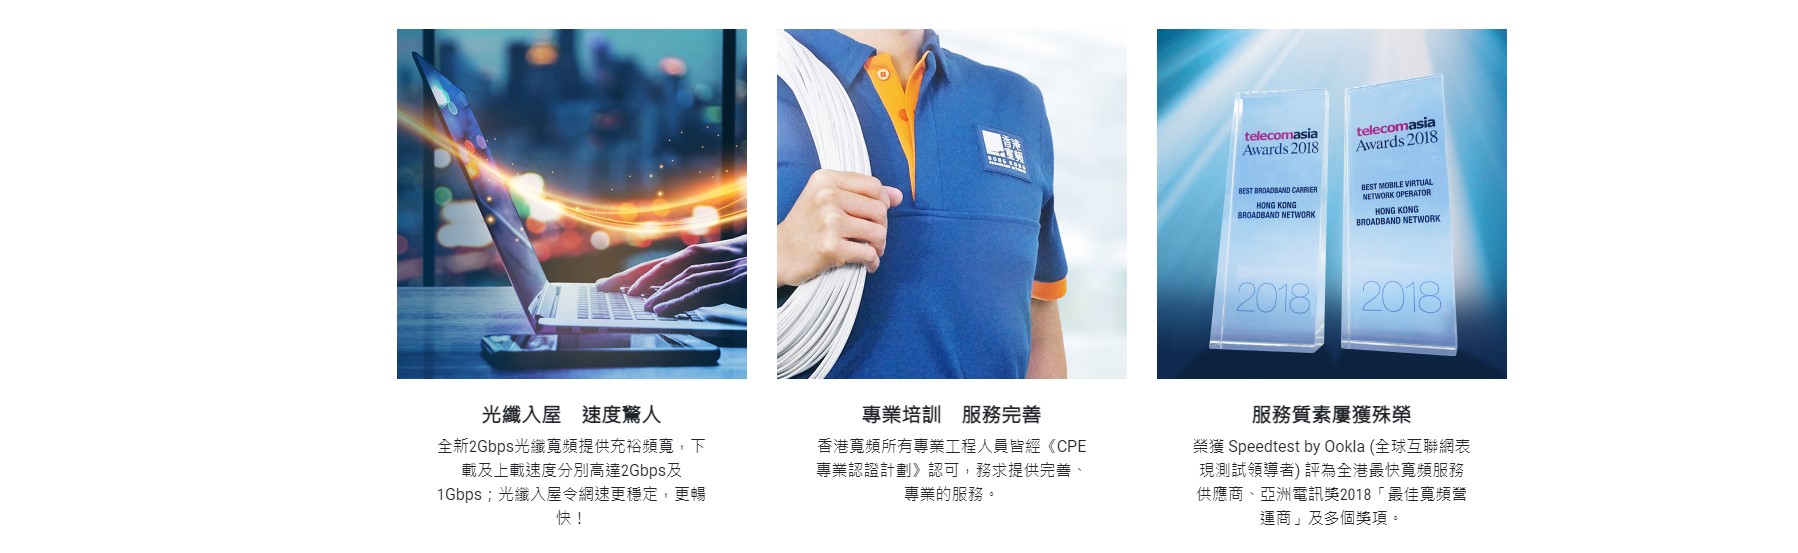 香港
寬頻
HONG KONG
BROADBAND NETWORK
telecomasia
Awards 2018
BEST BROADBAND CARRIER
HONG KONG
BROADBAND NETWORK
2018
telecomasia
Awards 2018
BEST MOBILE VIRTUAL
NETWORK OPERATOR
HONG KONG
BROADBAND NETWORK
2018
光纖入屋　速度驚人
全新2Gbps光纖寬頻提供充裕頻寬，下
載及上載速度分別高達2Gbps及
1Gbps；光纖入屋令網速更穩定，更暢
快！
專業培訓　服務完善
香港寬頻所有專業工程人員皆經《CPE
專業認證計劃》認可，務求提供完善、
專業的服務。
服務質素屢獲殊榮
榮獲 Speedtest by Ookla (全球互聯網表
現測試領導者) 評為全港最快寬頻服務
供應商、亞洲電訊獎2018「最佳寬頻營
運商」及多個獎項。